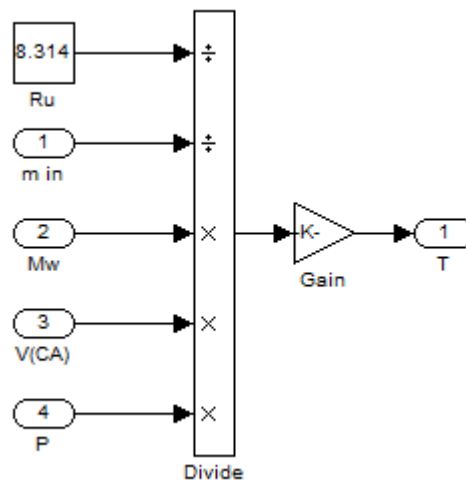 8.314
÷
Ru
1
÷
m in
2
×
K-
1
Mw
Gain
T
3
×
V(CA)
4
×
P
Divide